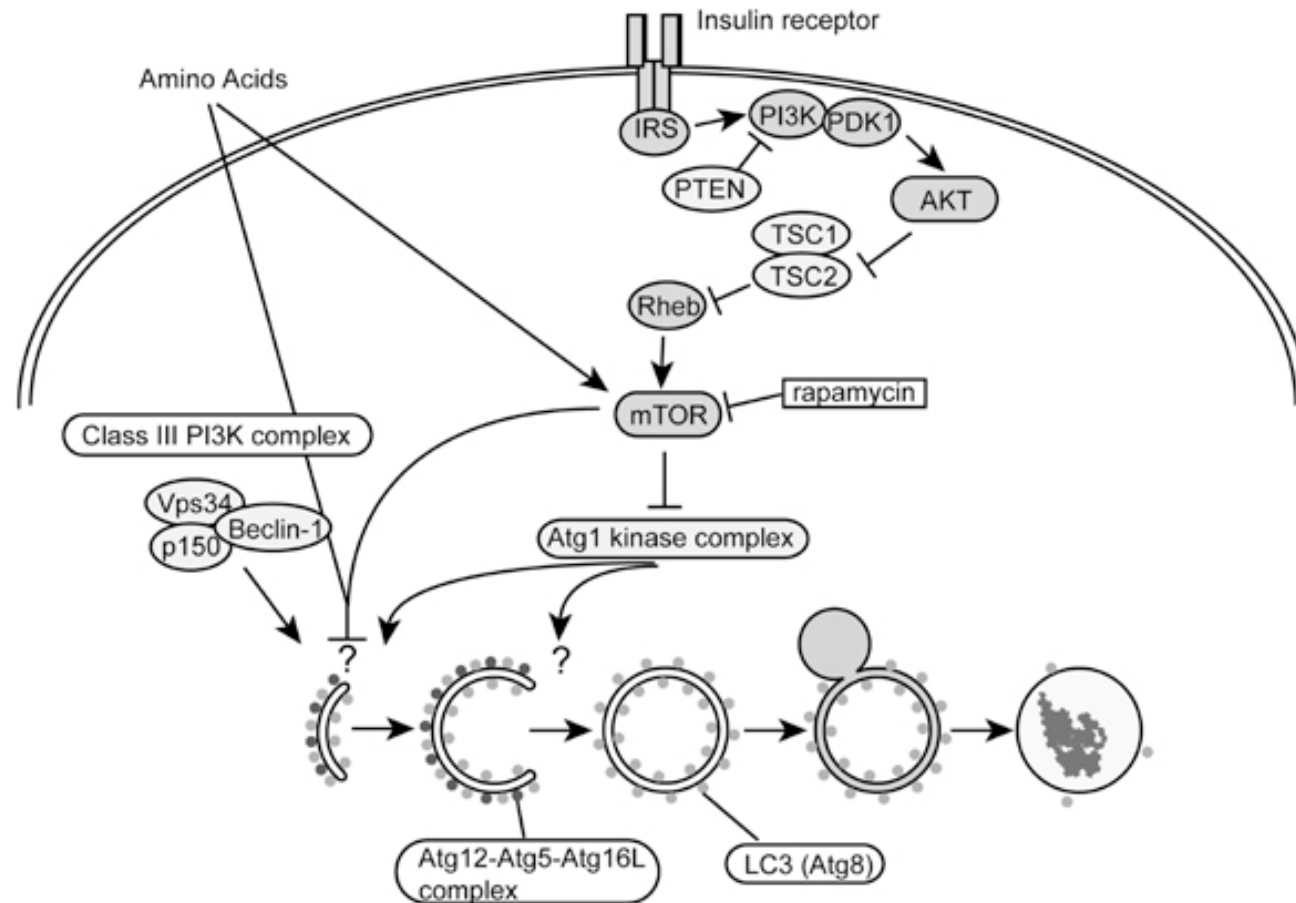 Insulin receptor
Amino Acids
IRS
PI3K
PDK1
PTEN
AKT
TSC1
TSC2
Rheb
mTOR
rapamycin
Class III PI3K complex
Vps34
Beclin-1
p150
Atg1 kinase complex
?
?
Atg12-Atg5-Atg16L
complex
LC3 (Atg8)